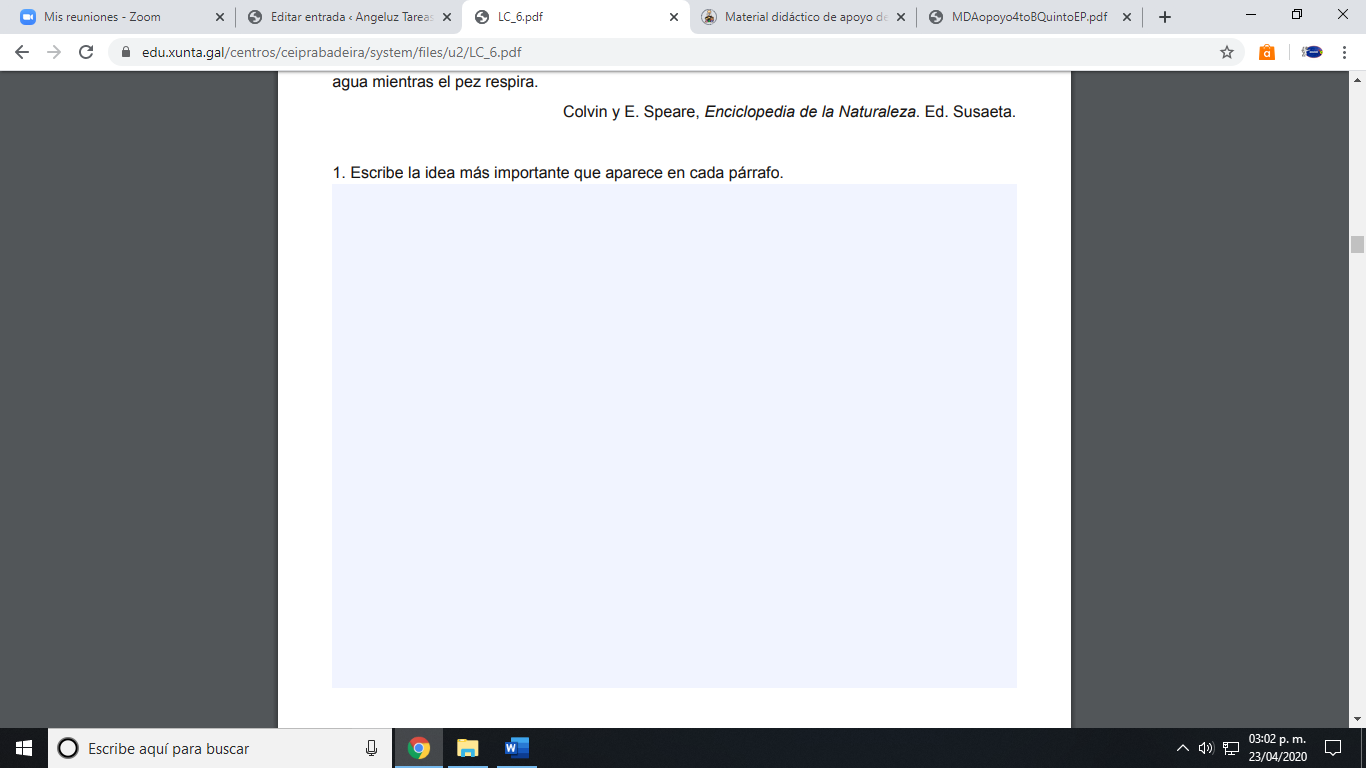 Mis reuniones - Zoom
Editar entrada ‹ Angeluz Tareas
LC_6.pdf
Material didáctico de apoyo de
MDAopoyo4toBQuintoEP.pdf
edu.xunta.gal/centros/ceiprabadeira/system/files/u2/LC_6.pdf
agua mientras el pez respira.
Colvin y E. Speare, Enciclopedia de la Naturaleza. Ed. Susaeta.
1. Escribe la idea más importante que aparece en cada párrafo.
Escribe aquí para buscar
03:02 p. m.
23/04/2020